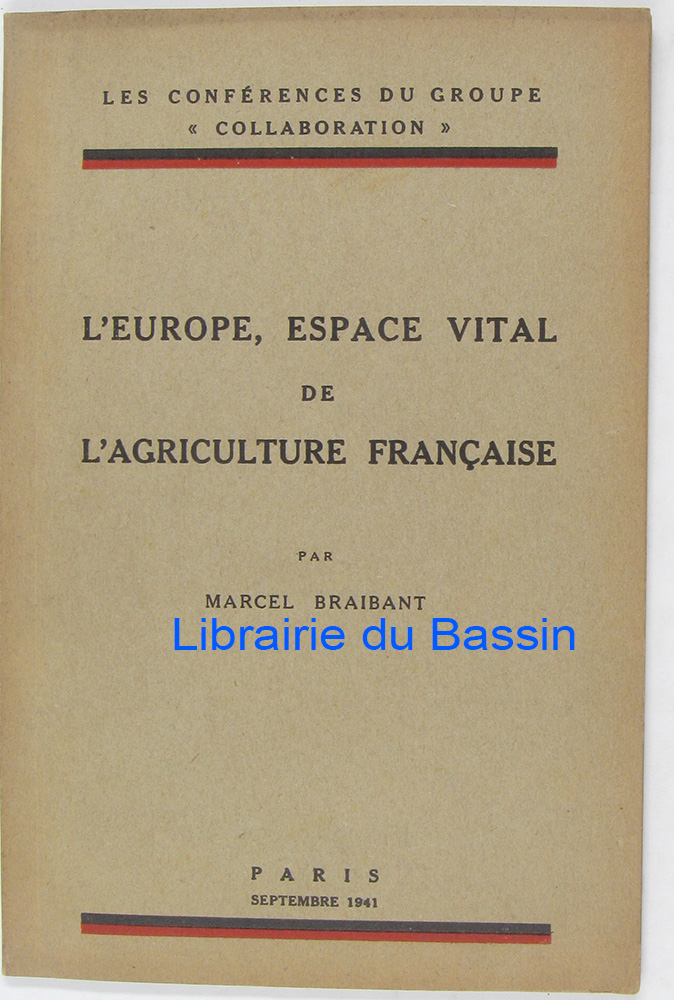 LES CONFÉRENCES DU GROUPE
« COLLABORATION »
L'EUROPE, ESPACE VITAL
DE
L'AGRICULTURE FRANÇAISE
PAR
MARCEL BRAIBANT
Librairie du Bassin
PARIS
SEPTEMBRE 1941